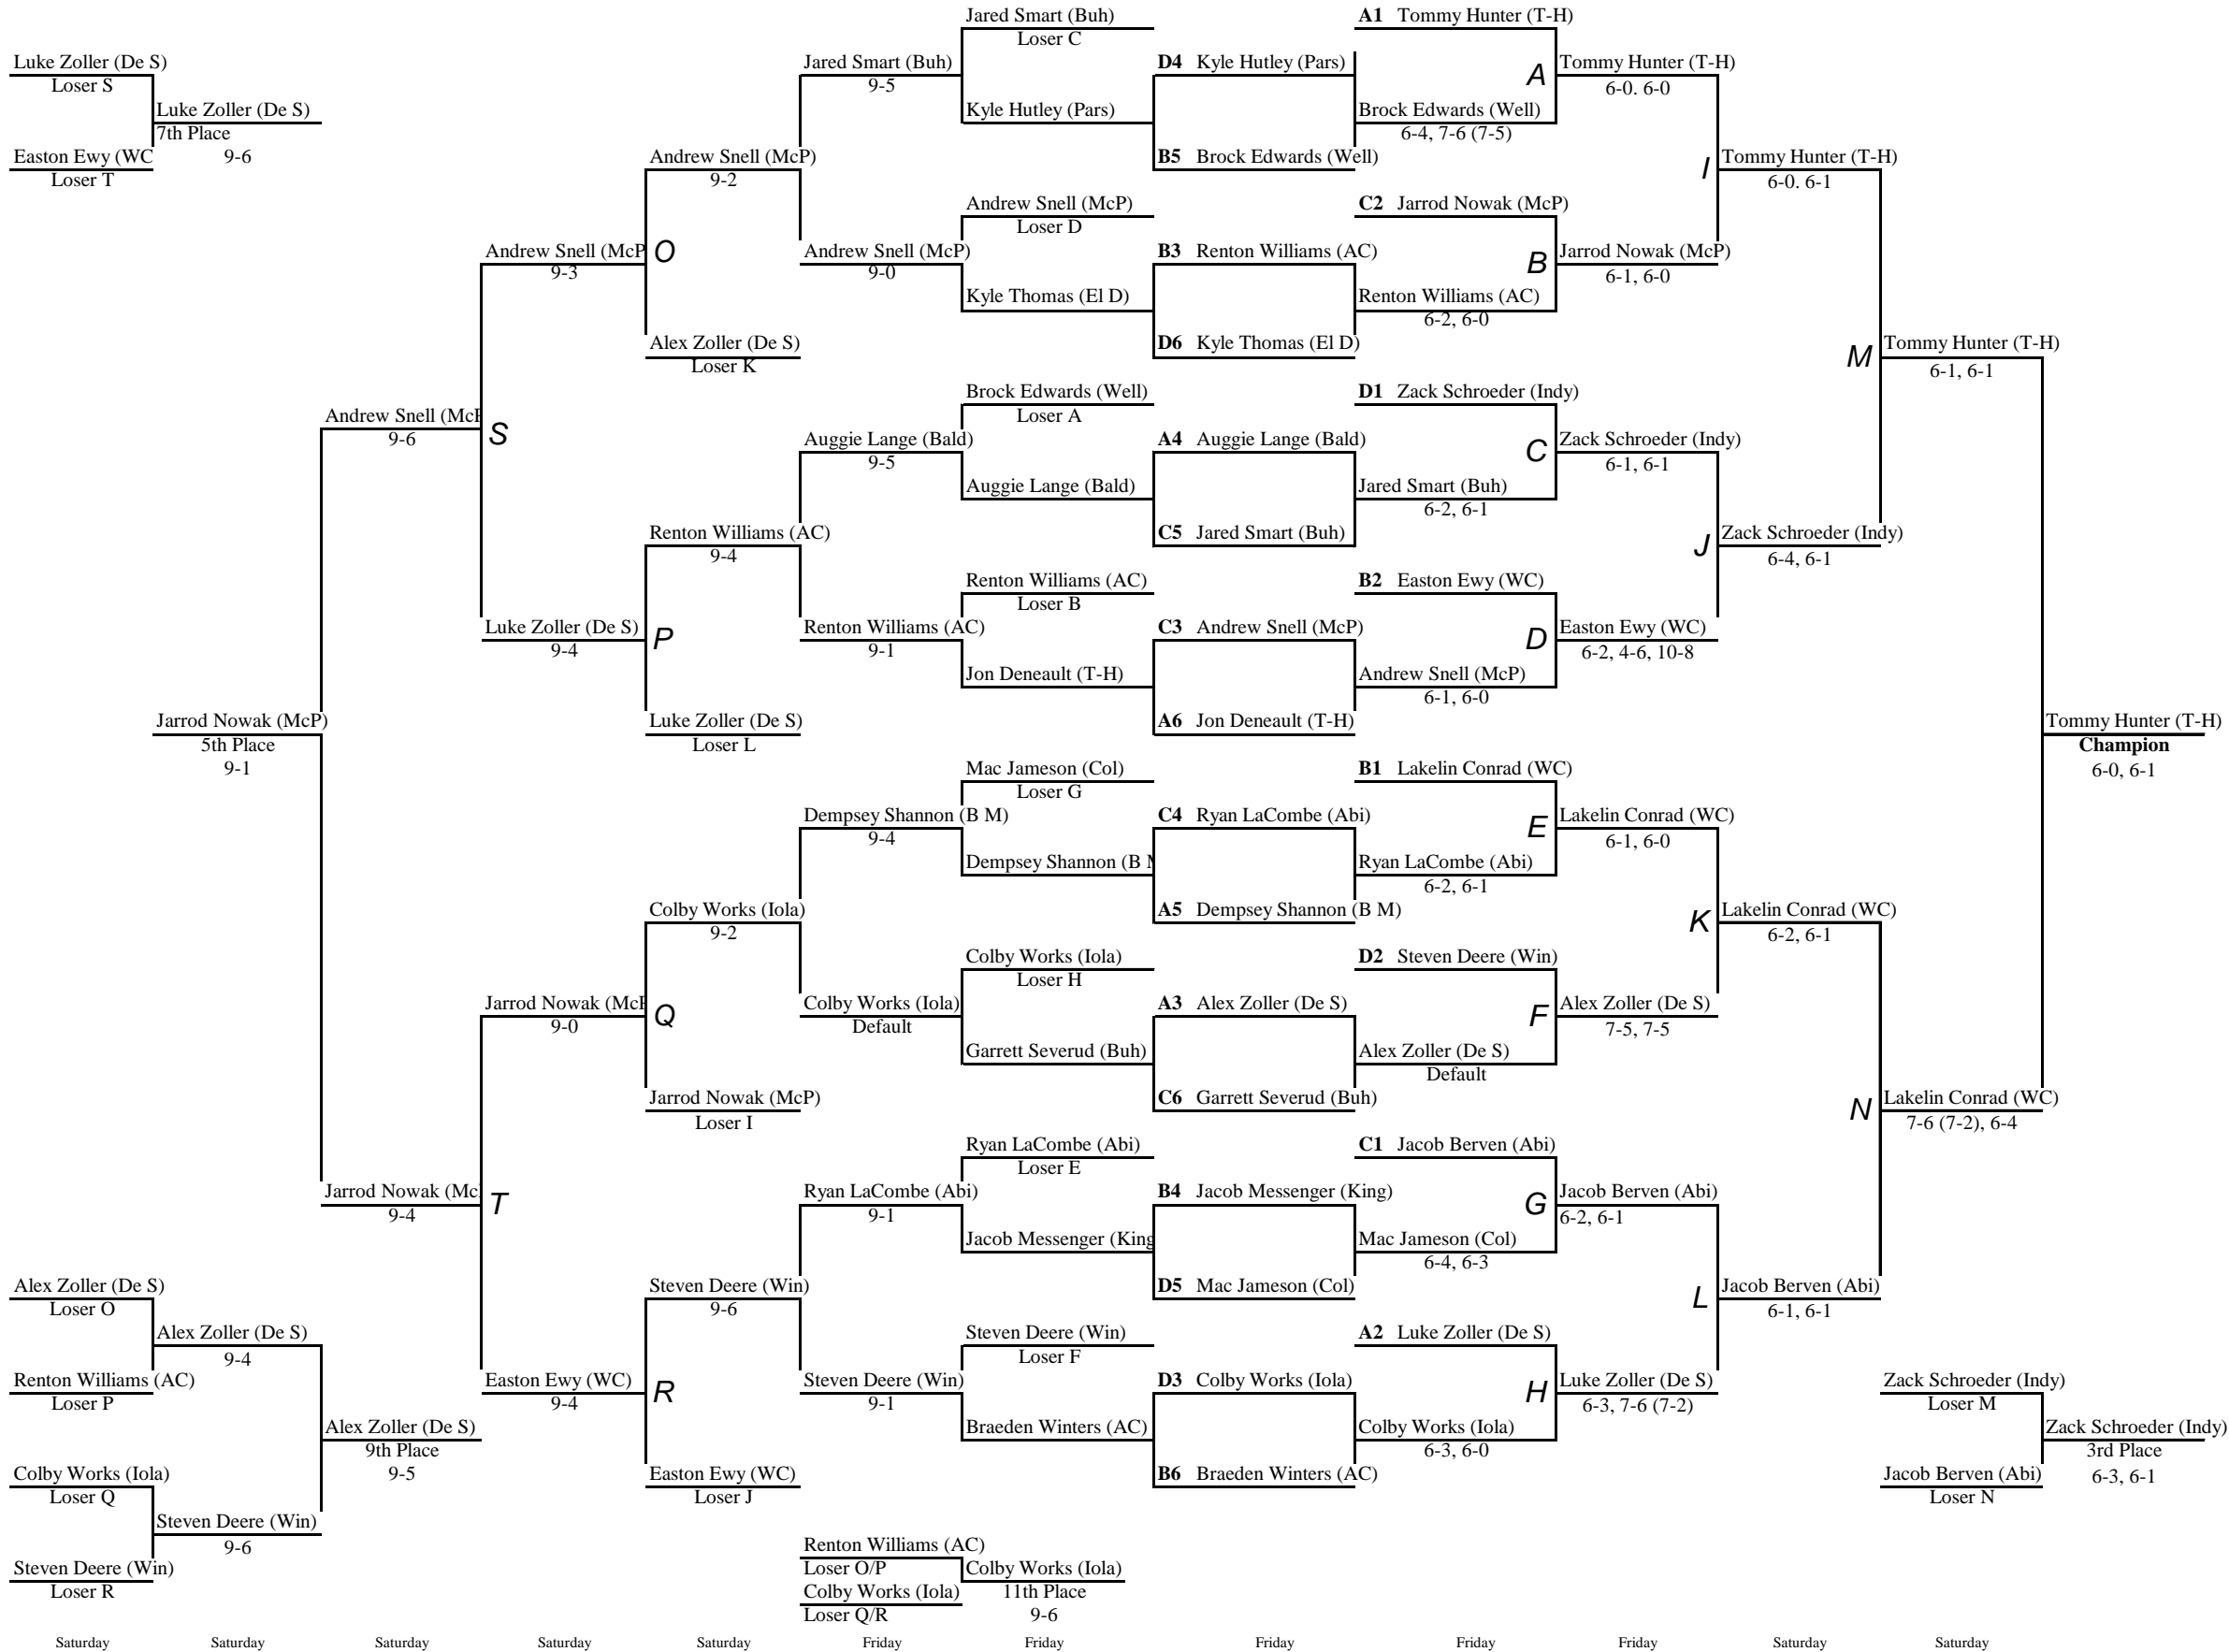 Jared Smart (Buh)
Loser C
A1 Tommy Hunter (T-H)
Luke Zoller (De S)
Loser S
Jared Smart (Buh)
9-5
D4 Kyle Hutley (Pars)
A
Tommy Hunter (T-H)
6-0. 6-0
Luke Zoller (De S)
7th Place
9-6
Kyle Hutley (Pars)
Brock Edwards (Well)
6-4, 7-6 (7-5)
Easton Ewy (WC
Loser T
Andrew Snell (McP)
9-2
B5 Brock Edwards (Well)
I
Tommy Hunter (T-H)
6-0. 6-1
Andrew Snell (McP)
Loser D
C2 Jarrod Nowak (McP)
Andrew Snell (McP
9-3
O
Andrew Snell (McP)
9-0
B3 Renton Williams (AC)
B
Jarrod Nowak (McP)
6-1, 6-0
Kyle Thomas (El D)
Renton Williams (AC)
6-2, 6-0
Alex Zoller (De S)
Loser K
D6 Kyle Thomas (El D)
M
Tommy Hunter (T-H)
6-1, 6-1
Brock Edwards (Well)
Loser A
D1 Zack Schroeder (Indy)
Andrew Snell (McP
9-6
S
Auggie Lange (Bald)
9-5
A4 Auggie Lange (Bald)
C
Zack Schroeder (Indy)
6-1, 6-1
Auggie Lange (Bald)
Jared Smart (Buh)
6-2, 6-1
Renton Williams (AC)
9-4
C5 Jared Smart (Buh)
J
Zack Schroeder (Indy)
6-4, 6-1
Renton Williams (AC)
Loser B
B2 Easton Ewy (WC)
Luke Zoller (De S)
9-4
P
Renton Williams (AC)
9-1
C3 Andrew Snell (McP)
D
Easton Ewy (WC)
6-2, 4-6, 10-8
Jon Deneault (T-H)
Andrew Snell (McP)
6-1, 6-0
Jarrod Nowak (McP)
5th Place
9-1
Luke Zoller (De S)
Loser L
A6 Jon Deneault (T-H)
Tommy Hunter (T-H)
Champion
6-0, 6-1
Mac Jameson (Col)
Loser G
B1 Lakelin Conrad (WC)
Dempsey Shannon (B M)
9-4
C4 Ryan LaCombe (Abi)
E
Lakelin Conrad (WC)
6-1, 6-0
Dempsey Shannon (B M
Ryan LaCombe (Abi)
6-2, 6-1
Colby Works (Iola)
9-2
A5 Dempsey Shannon (B M)
K
Lakelin Conrad (WC)
6-2, 6-1
Colby Works (Iola)
Loser H
D2 Steven Deere (Win)
Jarrod Nowak (McP
9-0
Q
Colby Works (Iola)
Default
A3 Alex Zoller (De S)
F
Alex Zoller (De S)
7-5, 7-5
Garrett Severud (Buh)
Alex Zoller (De S)
Default
Jarrod Nowak (McP)
Loser I
C6 Garrett Severud (Buh)
N
Lakelin Conrad (WC)
7-6 (7-2), 6-4
Ryan LaCombe (Abi)
Loser E
C1 Jacob Berven (Abi)
Jarrod Nowak (Mc
9-4
T
Ryan LaCombe (Abi)
9-1
B4 Jacob Messenger (King)
G
Jacob Berven (Abi)
6-2, 6-1
Jacob Messenger (King
Mac Jameson (Col)
6-4, 6-3
Alex Zoller (De S)
Loser O
Steven Deere (Win)
9-6
D5 Mac Jameson (Col)
L
Jacob Berven (Abi)
6-1, 6-1
Alex Zoller (De S)
9-4
Steven Deere (Win)
Loser F
A2 Luke Zoller (De S)
Renton Williams (AC)
Loser P
Easton Ewy (WC)
9-4
R
Steven Deere (Win)
9-1
D3 Colby Works (Iola)
H
Luke Zoller (De S)
6-3, 7-6 (7-2)
Zack Schroeder (Indy)
Loser M
Alex Zoller (De S)
9th Place
9-5
Braeden Winters (AC)
Colby Works (Iola)
6-3, 6-0
Zack Schroeder (Indy)
3rd Place
6-3, 6-1
Colby Works (Iola)
Loser Q
Easton Ewy (WC)
Loser J
B6 Braeden Winters (AC)
Jacob Berven (Abi)
Loser N
Steven Deere (Win)
9-6
Renton Williams (AC)
Loser O/P
Steven Deere (Win)
Loser R
Colby Works (Iola)
11th Place
9-6
Colby Works (Iola)
Loser Q/R
Saturday Saturday Saturday Saturday Saturday Friday Friday Friday Friday Friday Saturday Saturday